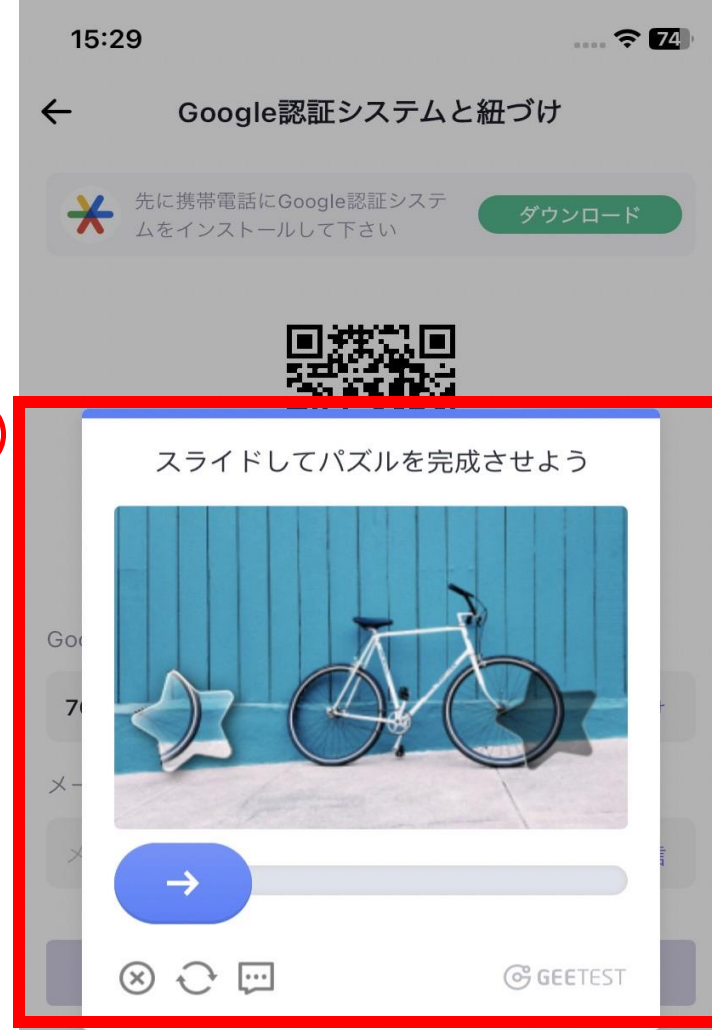 15:29
74
Google認証システムと紐づけ
先に携帯電話にGoogle認証システ
ムをインストールして下さい
ダウンロード
スライドしてパズルを完成させよう
Goo
70
メー
メ
信
GEETEST